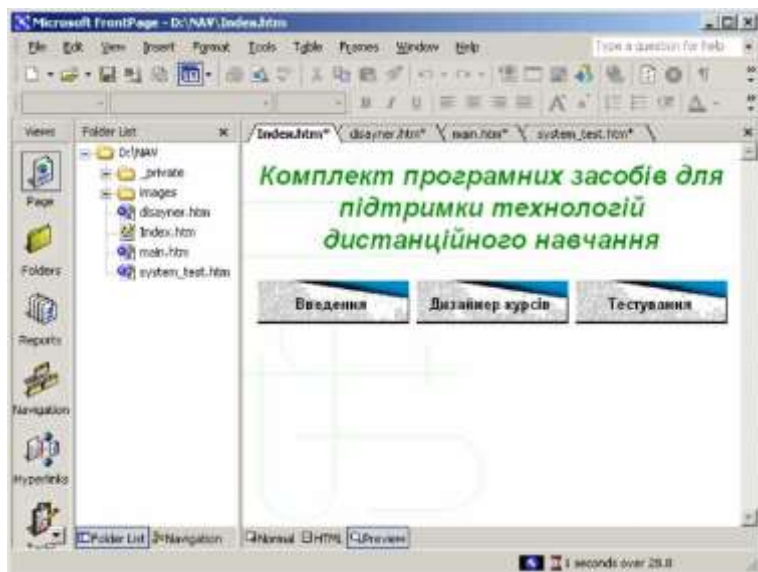 Microsoft FrontPage - D:\NAV\Index.htm
File Edit View Insert Format Tools Table Frames Window Help Type a question for help
Views Folder List Index.htm* disayner.htm* main.htm* system_test.htm*
D:\NAV
_private
images
disayner.htm
Index.htm
main.htm
system_test.htm
Page
Folders
Reports
Navigation
Hyperlinks
Комплект програмних засобів для
підтримки технологій
дистанційного навчання
Введення Дизайнер курсів Тестування
Folder List Navigation Normal HTML Preview
1 seconds over 28.8